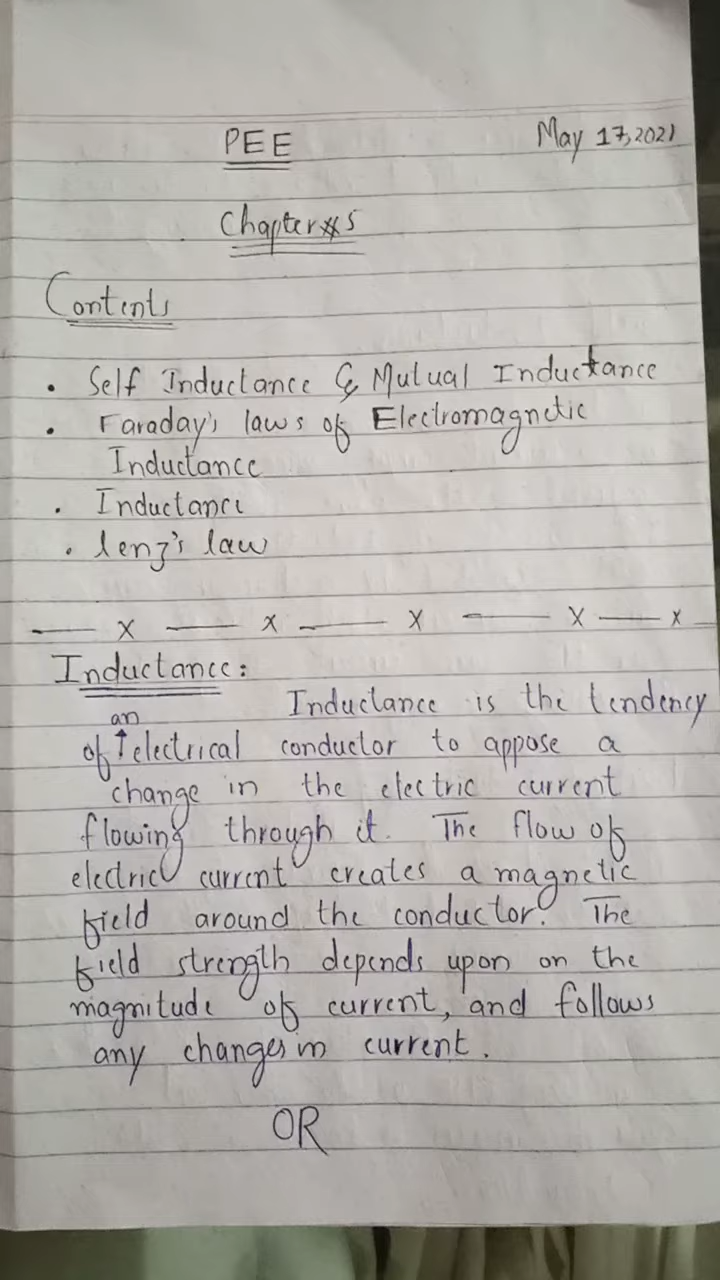 PEE
May 17, 2021
Chapter#5
Contents
• Self Inductance & Mutual Inductance
• Faraday's laws of Electromagnetic
Inductance
• Inductance
• lenz's law
— x — x — x — x — x
Inductance:
Inductance is the tendency
of ↑an electrical conductor to appose a
change in the electric current
flowing through it. The flow of
electric current creates a magnetic
field around the conductor. The
field strength depends upon on the
magnitude of current, and follows
any changes in current.
OR